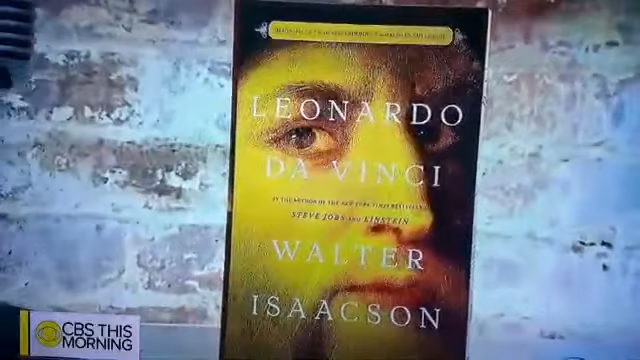 LEONARDO
DA VINCI
BY THE AUTHOR OF THE NEW YORK TIMES BESTSELLERS
STEVE JOBS AND EINSTEIN
WALTER
ISAACSON
CBS THIS
MORNING